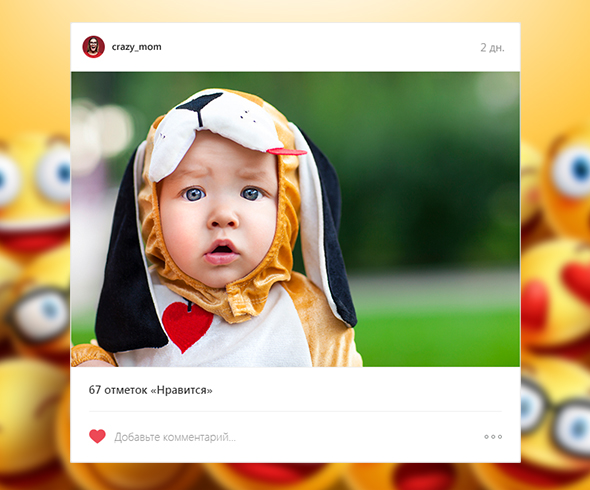 crazy_mom
2 дн.
67 отметок «Нравится»
Добавьте комментарий...